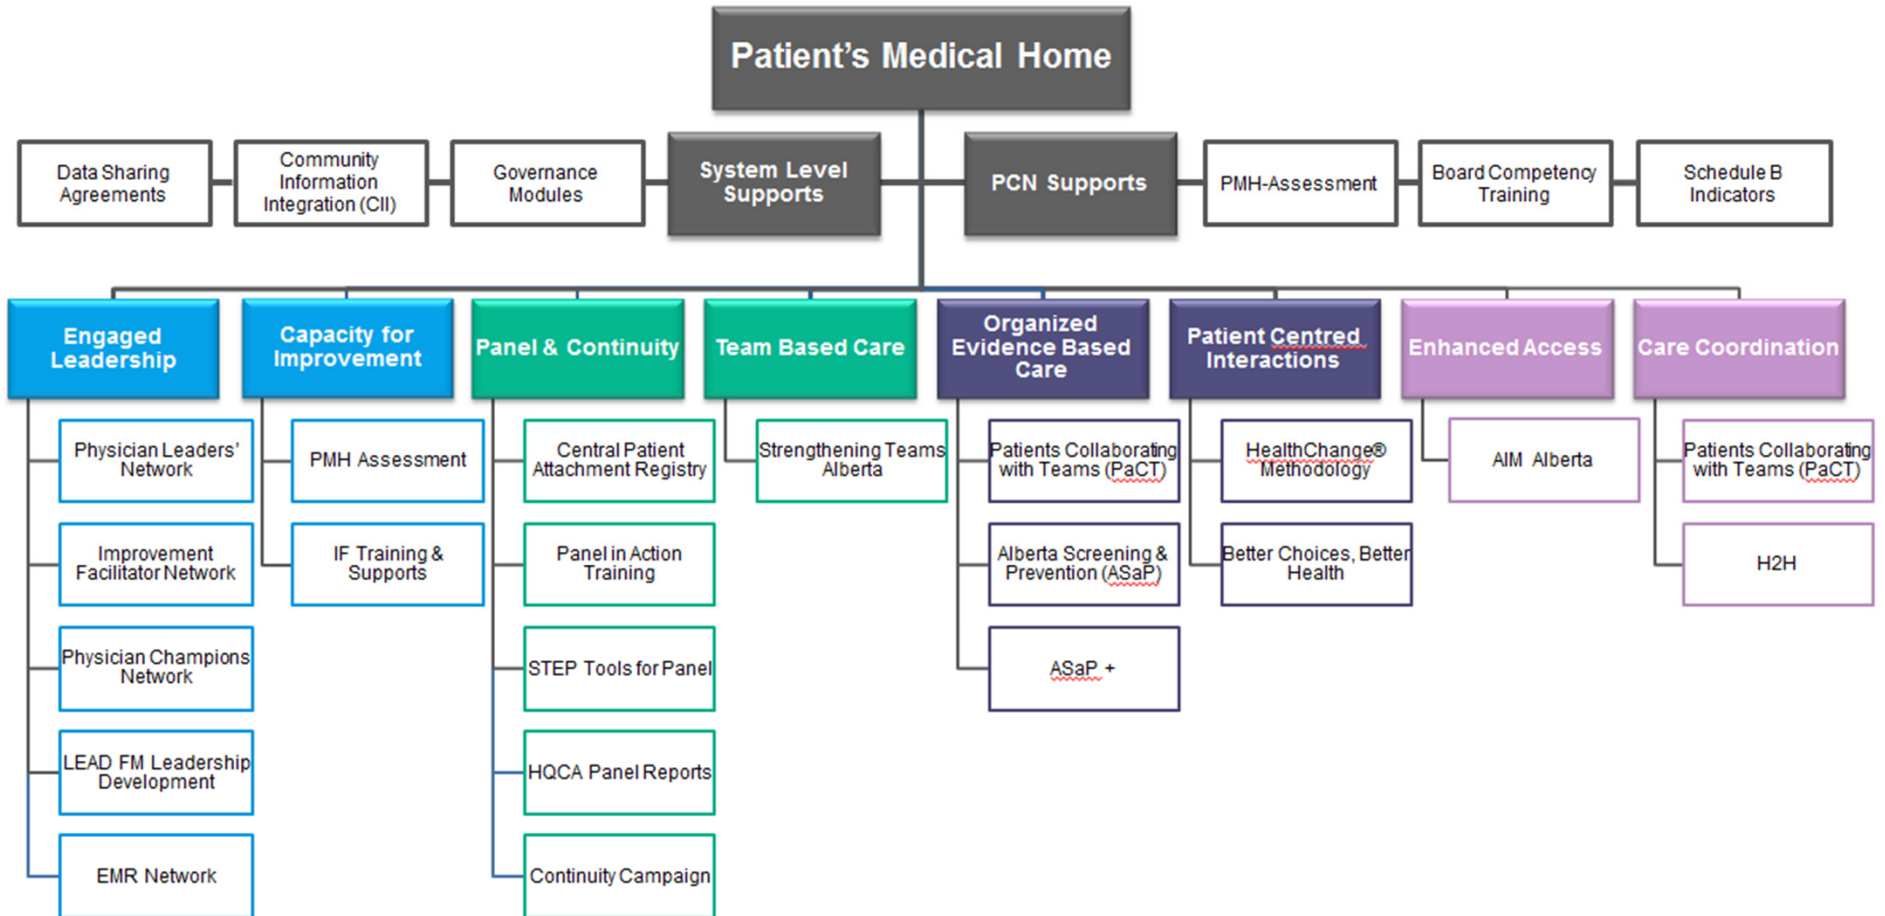 Patient's Medical Home
Data Sharing
Agreements
Community
Information
Integration (CII)
Governance
Modules
System Level
Supports
PCN Supports
PMH-Assessment
Board Competency
Training
Schedule B
Indicators
Engaged
Leadership
Capacity for
Improvement
Panel & Continuity
Team Based Care
Organized
Evidence Based
Care
Patient Centred
Interactions
Enhanced Access
Care Coordination
Physician Leaders'
Network
Improvement
Facilitator Network
Physician Champions
Network
LEAD FM Leadership
Development
EMR Network
PMH Assessment
IF Training &
Supports
Central Patient
Attachment Registry
Panel in Action
Training
STEP Tools for Panel
HQCA Panel Reports
Continuity Campaign
Strengthening Teams
Alberta
Patients Collaborating
with Teams (PaCT)
Alberta Screening &
Prevention (ASaP)
ASaP +
HealthChange®
Methodology
Better Choices, Better
Health
AIM Alberta
Patients Collaborating
with Teams (PaCT)
H2H